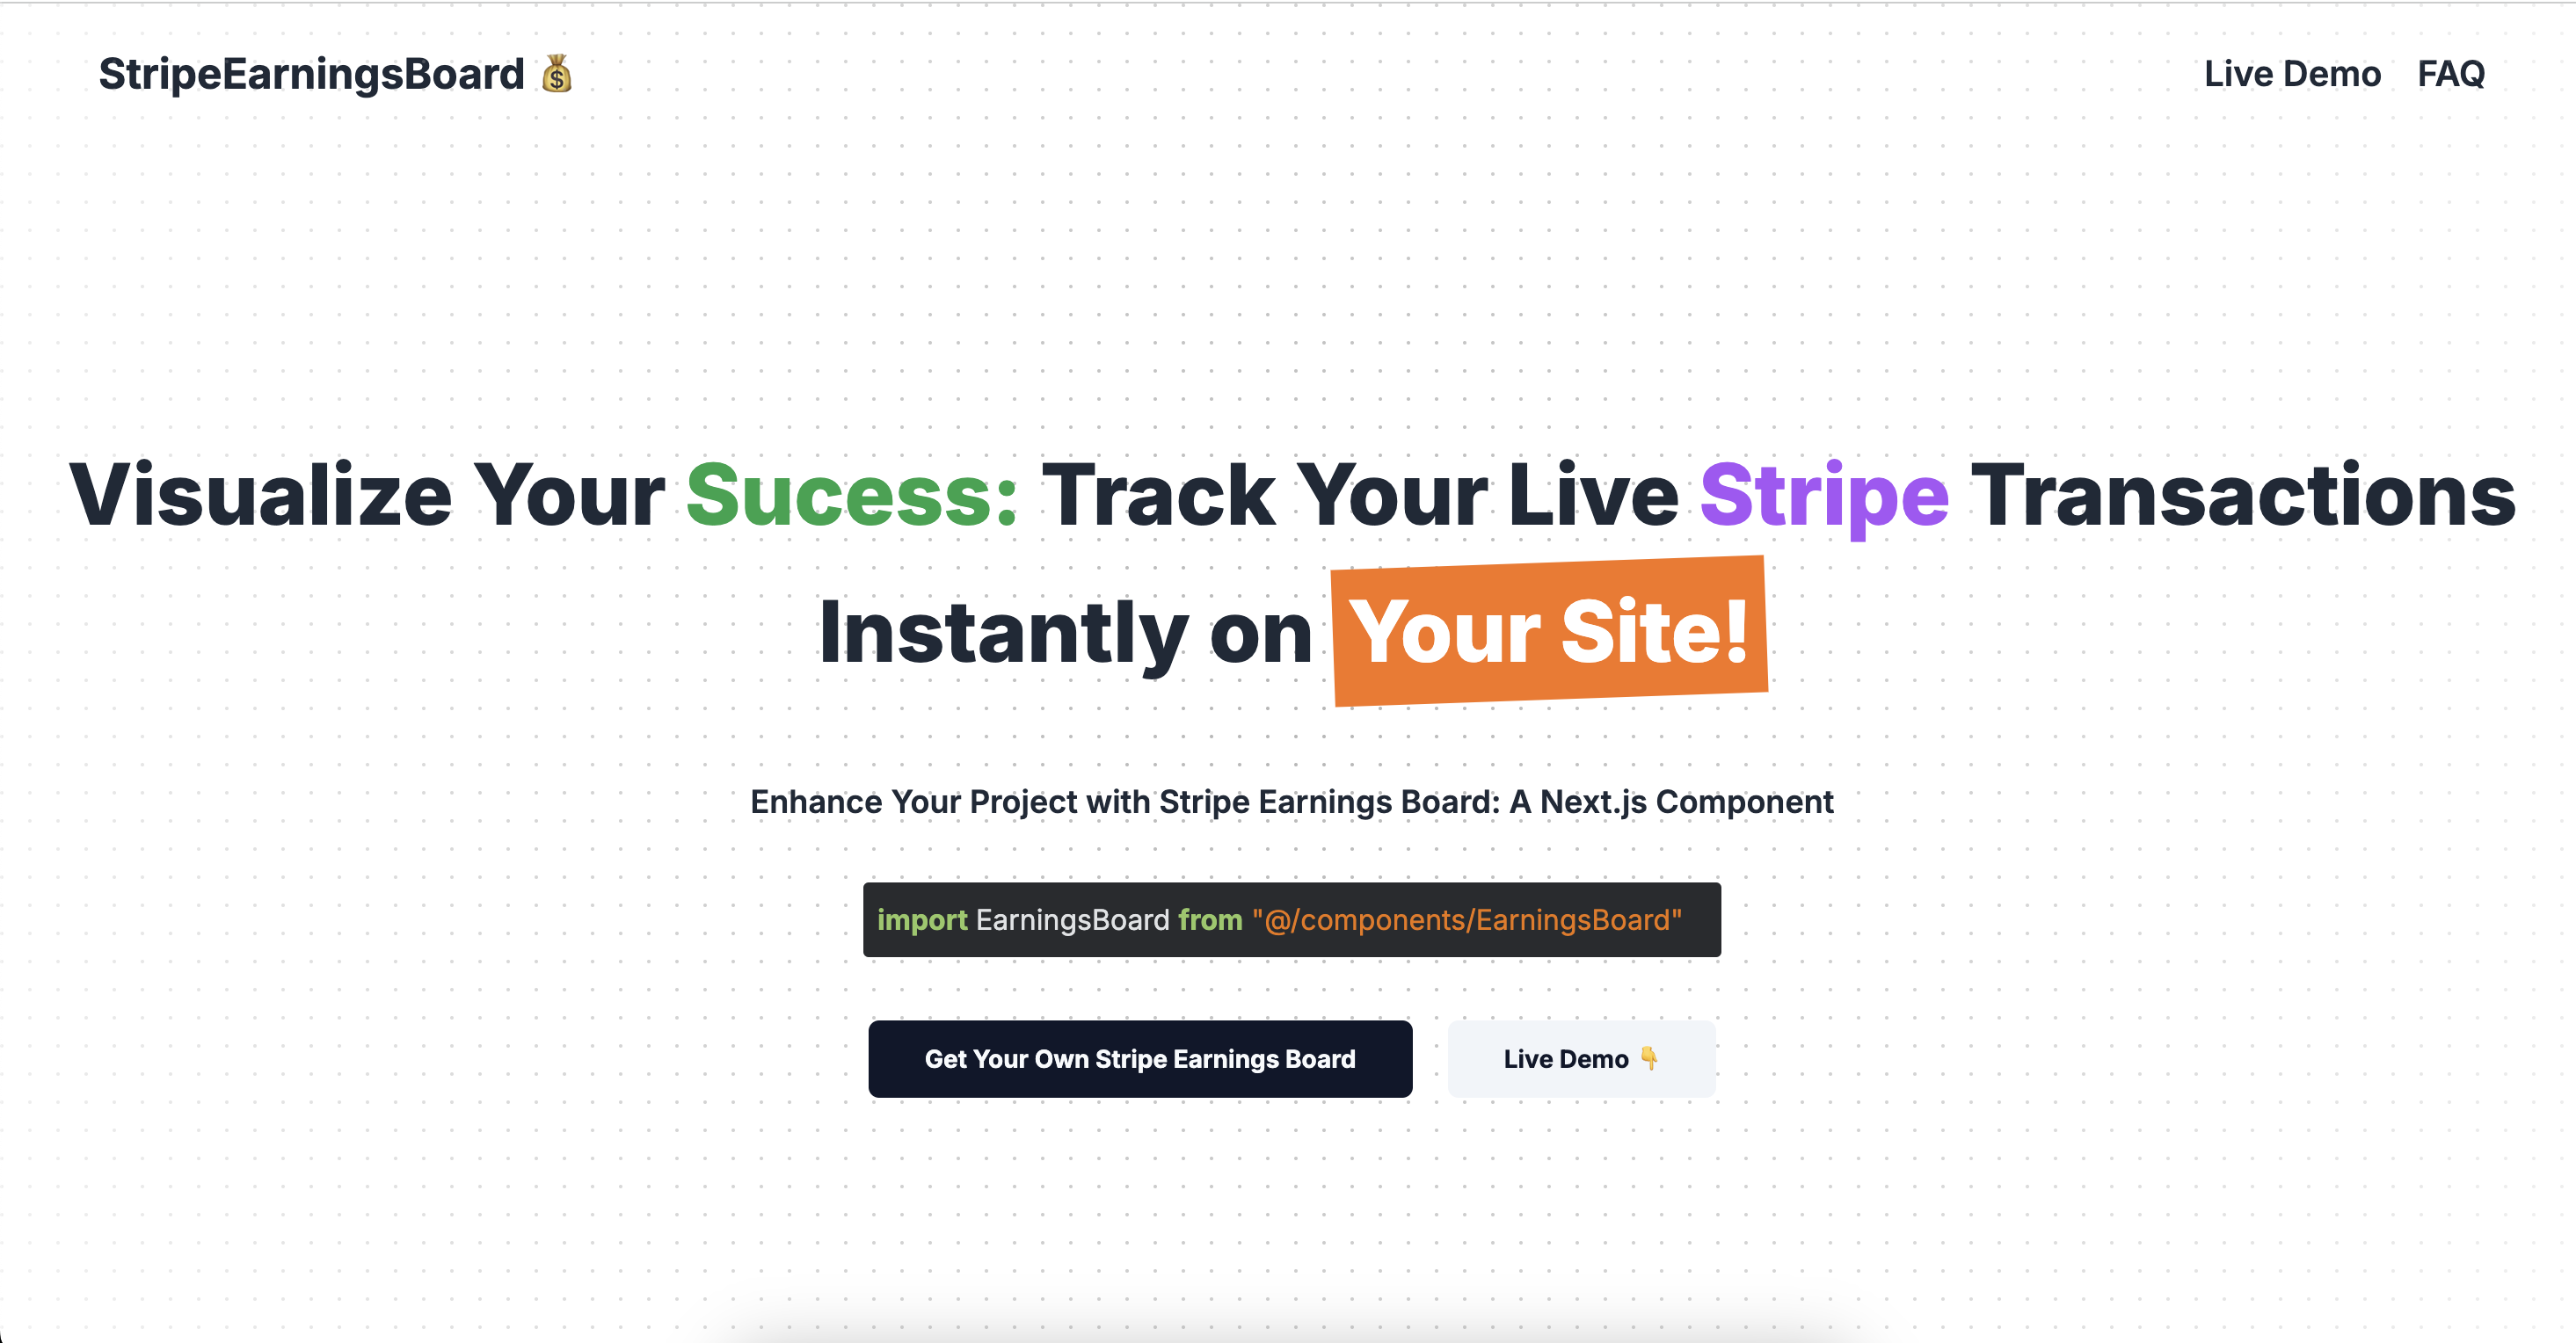 StripeEarningsBoard 💰
Live Demo FAQ
Visualize Your Sucess: Track Your Live Stripe Transactions
Instantly on Your Site!
Enhance Your Project with Stripe Earnings Board: A Next.js Component
import EarningsBoard from "@/components/EarningsBoard"
Get Your Own Stripe Earnings Board
Live Demo 👇